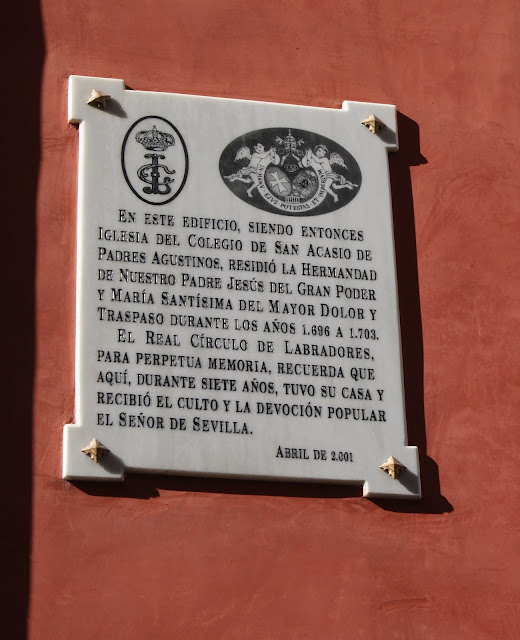 En este edificio, siendo entonces
Iglesia del Colegio de San Acasio de
Padres Agustinos, residió la Hermandad
de Nuestro Padre Jesús del Gran Poder
y María Santísima del Mayor Dolor y
Traspaso durante los años 1.696 a 1.703.
El Real Círculo de Labradores,
para perpetua memoria, recuerda que
aquí, durante siete años, tuvo su casa y
recibió el culto y la devoción popular
el Señor de Sevilla.
Abril de 2.001